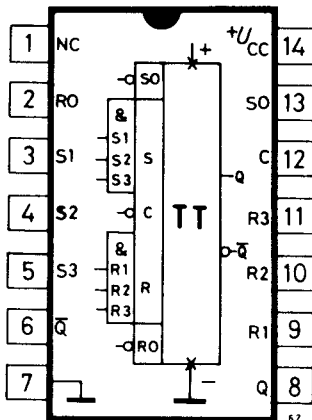 1 NC +UCC 14
2 RO SO 13
3 S1 C 12
4 S2 R3 11
5 S3 R2 10
6 Q̅ R1 9
7 Q 8
+
SO
&
S1
S2 S
S3
Q
C TT
Q̅
&
R1
R2 R
R3
RO
−